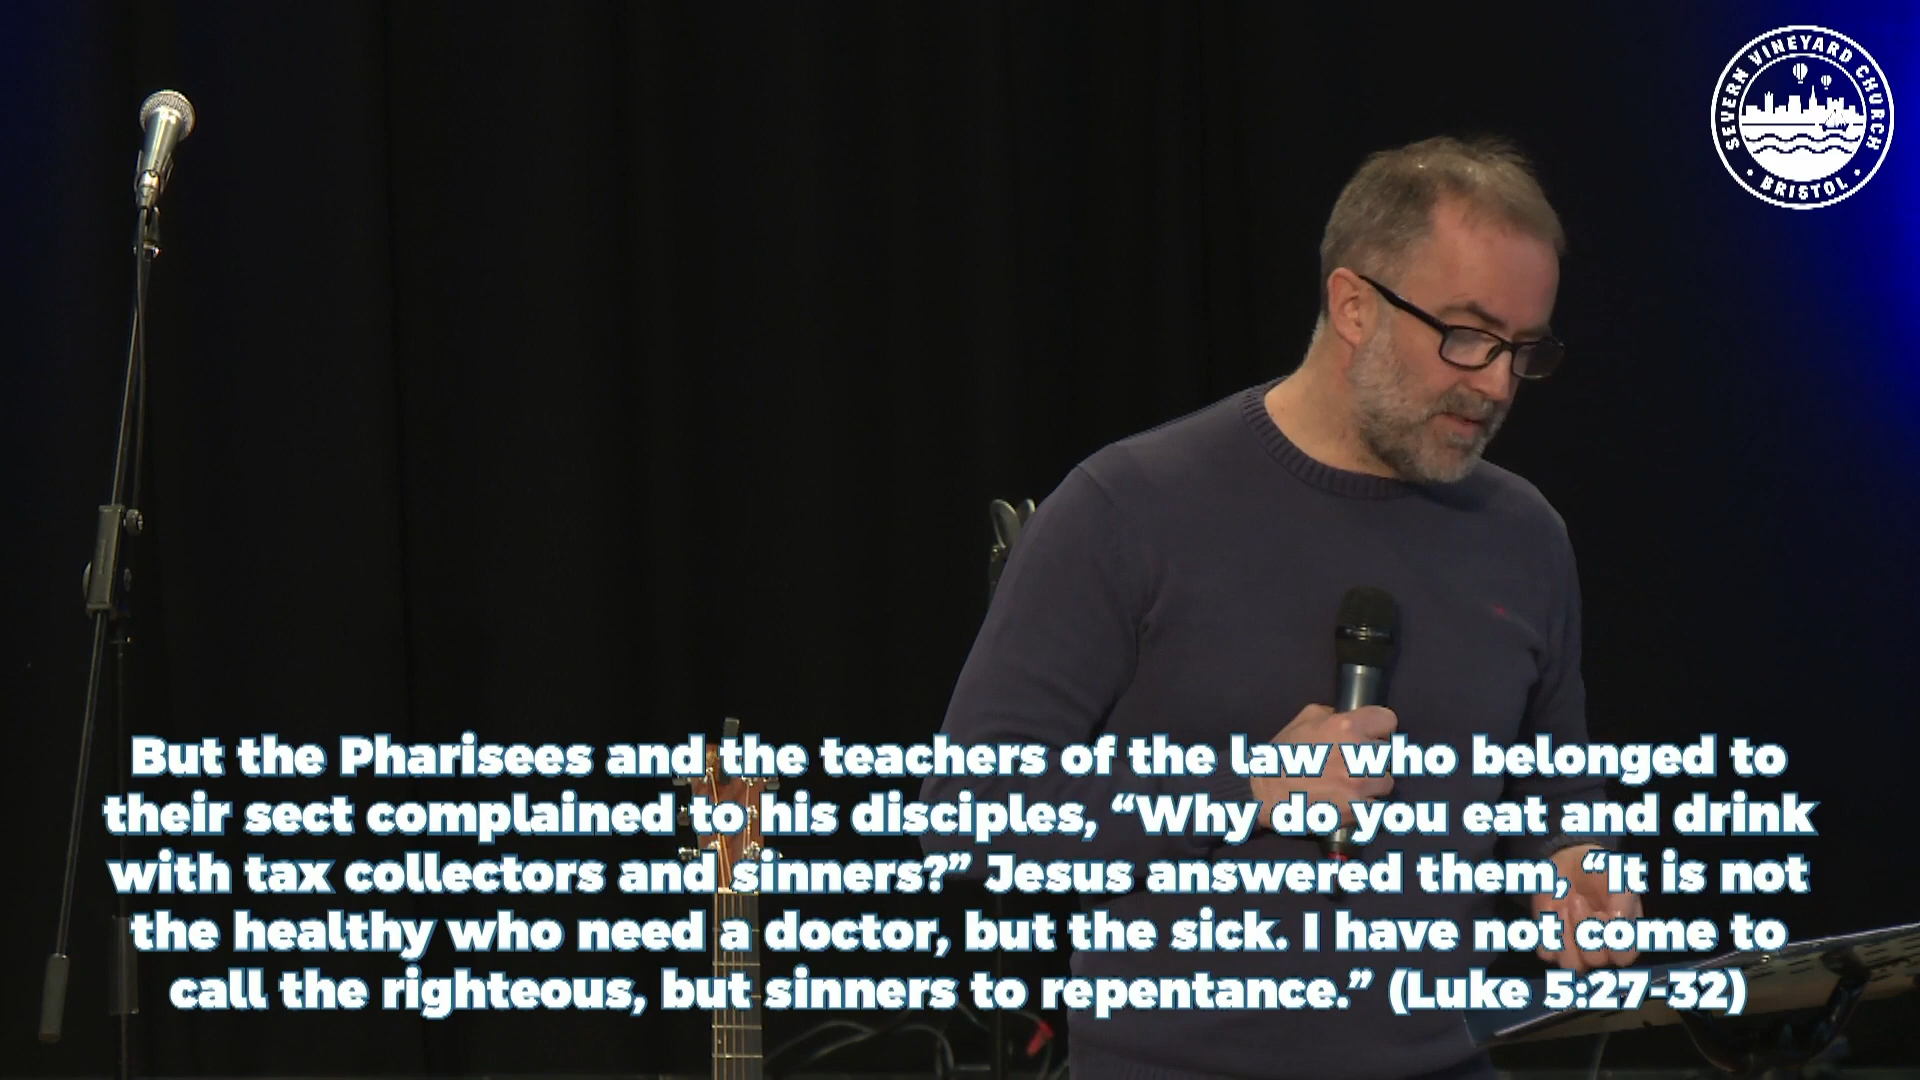 SEVERN VINEYARD CHURCH
• BRISTOL •
But the Pharisees and the teachers of the law who belonged to
their sect complained to his disciples, “Why do you eat and drink
with tax collectors and sinners?” Jesus answered them, “It is not
the healthy who need a doctor, but the sick. I have not come to
call the righteous, but sinners to repentance.” (Luke 5:27-32)